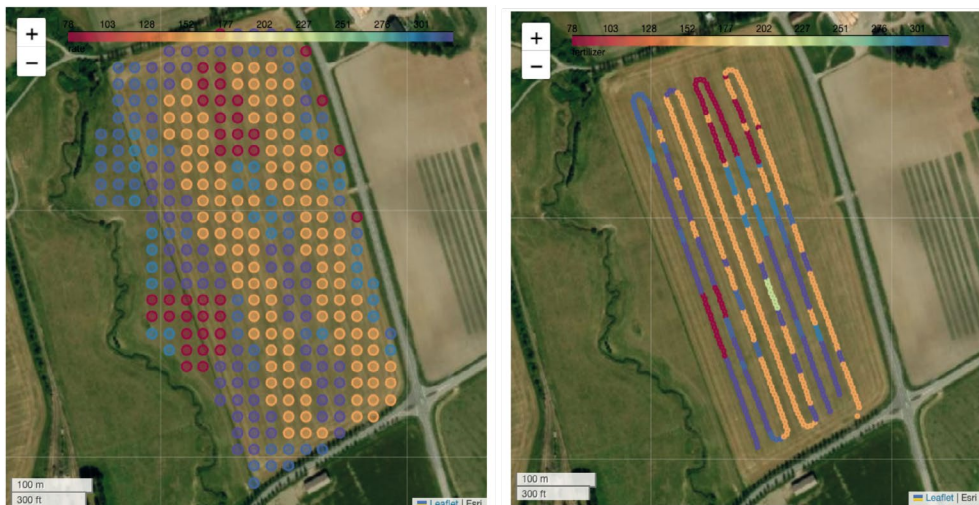 78 103 128 152 177 202 227 251 276 301
rate
+
−
100 m
300 ft
Leaflet | Esri
78 103 128 152 177 202 227 251 276 301
fertilizer
+
−
100 m
300 ft
Leaflet | Esri